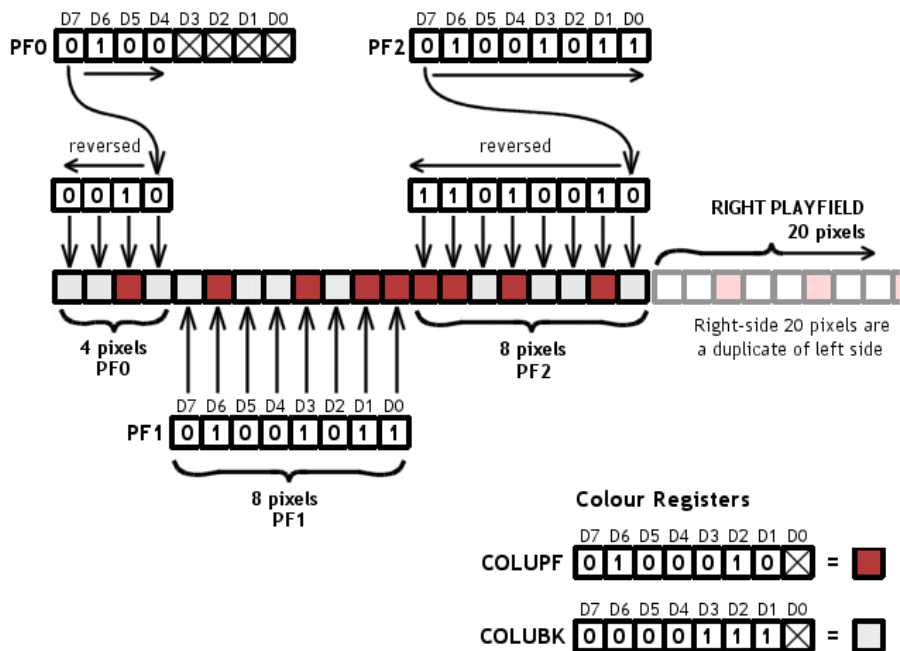 D7 D6 D5 D4 D3 D2 D1 D0
PF0 0 1 0 0
D7 D6 D5 D4 D3 D2 D1 D0
PF2 0 1 0 0 1 0 1 1
reversed
0 0 1 0
reversed
1 1 0 1 0 0 1 0
RIGHT PLAYFIELD
20 pixels
4 pixels
PF0
8 pixels
PF2
Right-side 20 pixels are
a duplicate of left side
D7 D6 D5 D4 D3 D2 D1 D0
PF1 0 1 0 0 1 0 1 1
8 pixels
PF1
Colour Registers
D7 D6 D5 D4 D3 D2 D1 D0
COLUPF 0 1 0 0 0 1 0 =
D7 D6 D5 D4 D3 D2 D1 D0
COLUBK 0 0 0 0 1 1 1 =